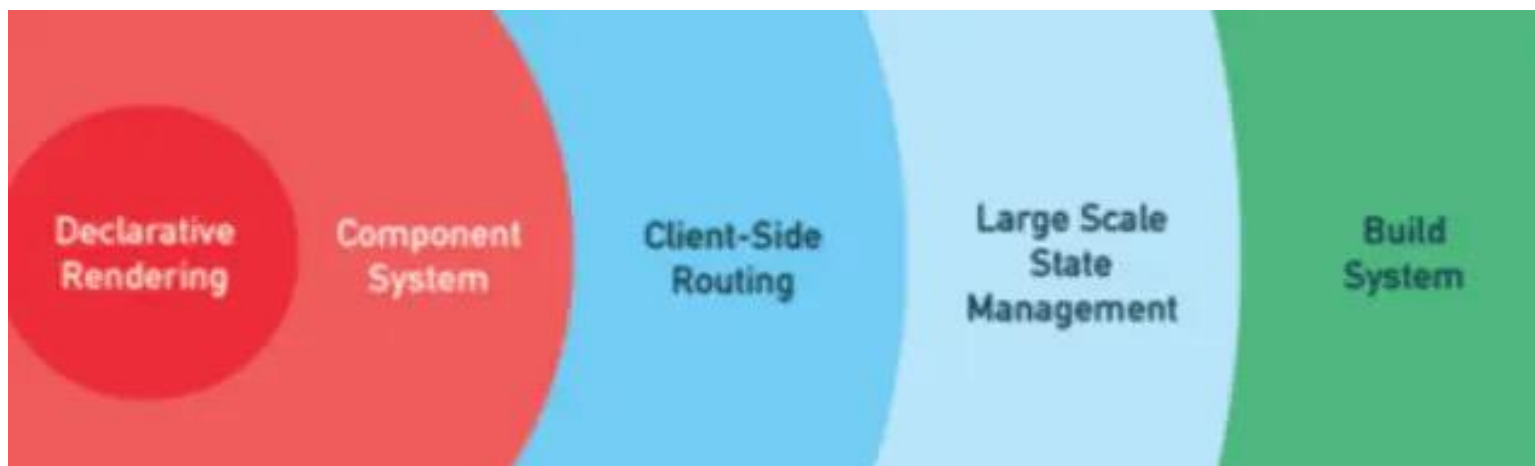 Declarative
Rendering
Component
System
Client-Side
Routing
Large Scale
State
Management
Build
System